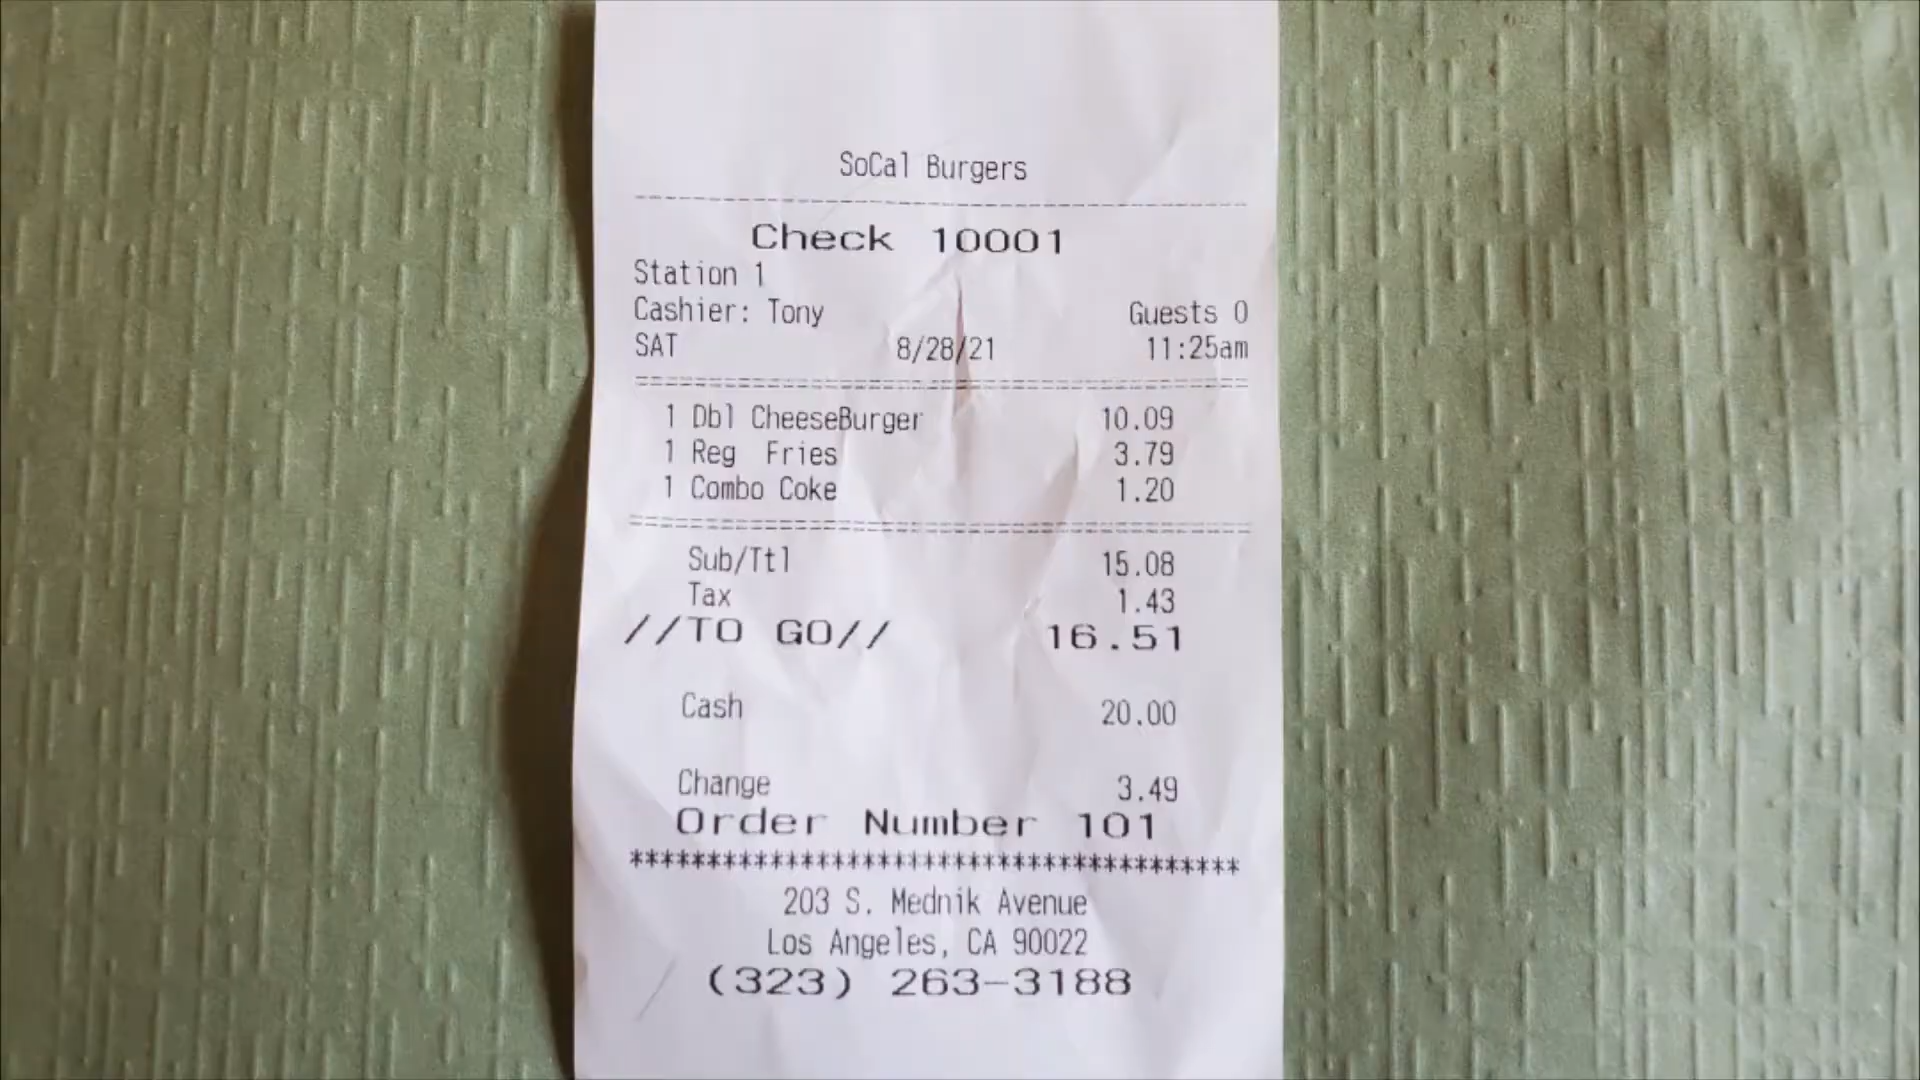 SoCal Burgers
Check 10001
Station 1
Cashier: Tony Guests 0
SAT 8/28/21 11:25am
1 Dbl CheeseBurger 10.09
1 Reg Fries 3.79
1 Combo Coke 1.20
Sub/Ttl 15.08
Tax 1.43
//TO GO// 16.51
Cash 20.00
Change 3.49
Order Number 101
****************************************
203 S. Mednik Avenue
Los Angeles, CA 90022
(323) 263-3188